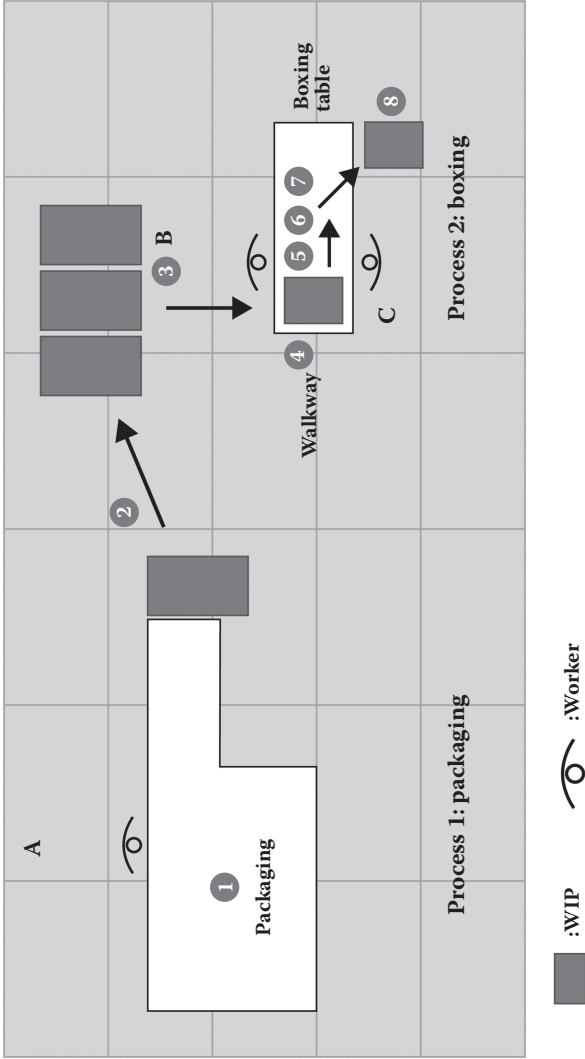 A
1
Packaging
Process 1: packaging
2
3
B
Walkway
4
5
6
7
C
Boxing
table
8
Process 2: boxing
:WIP
:Worker